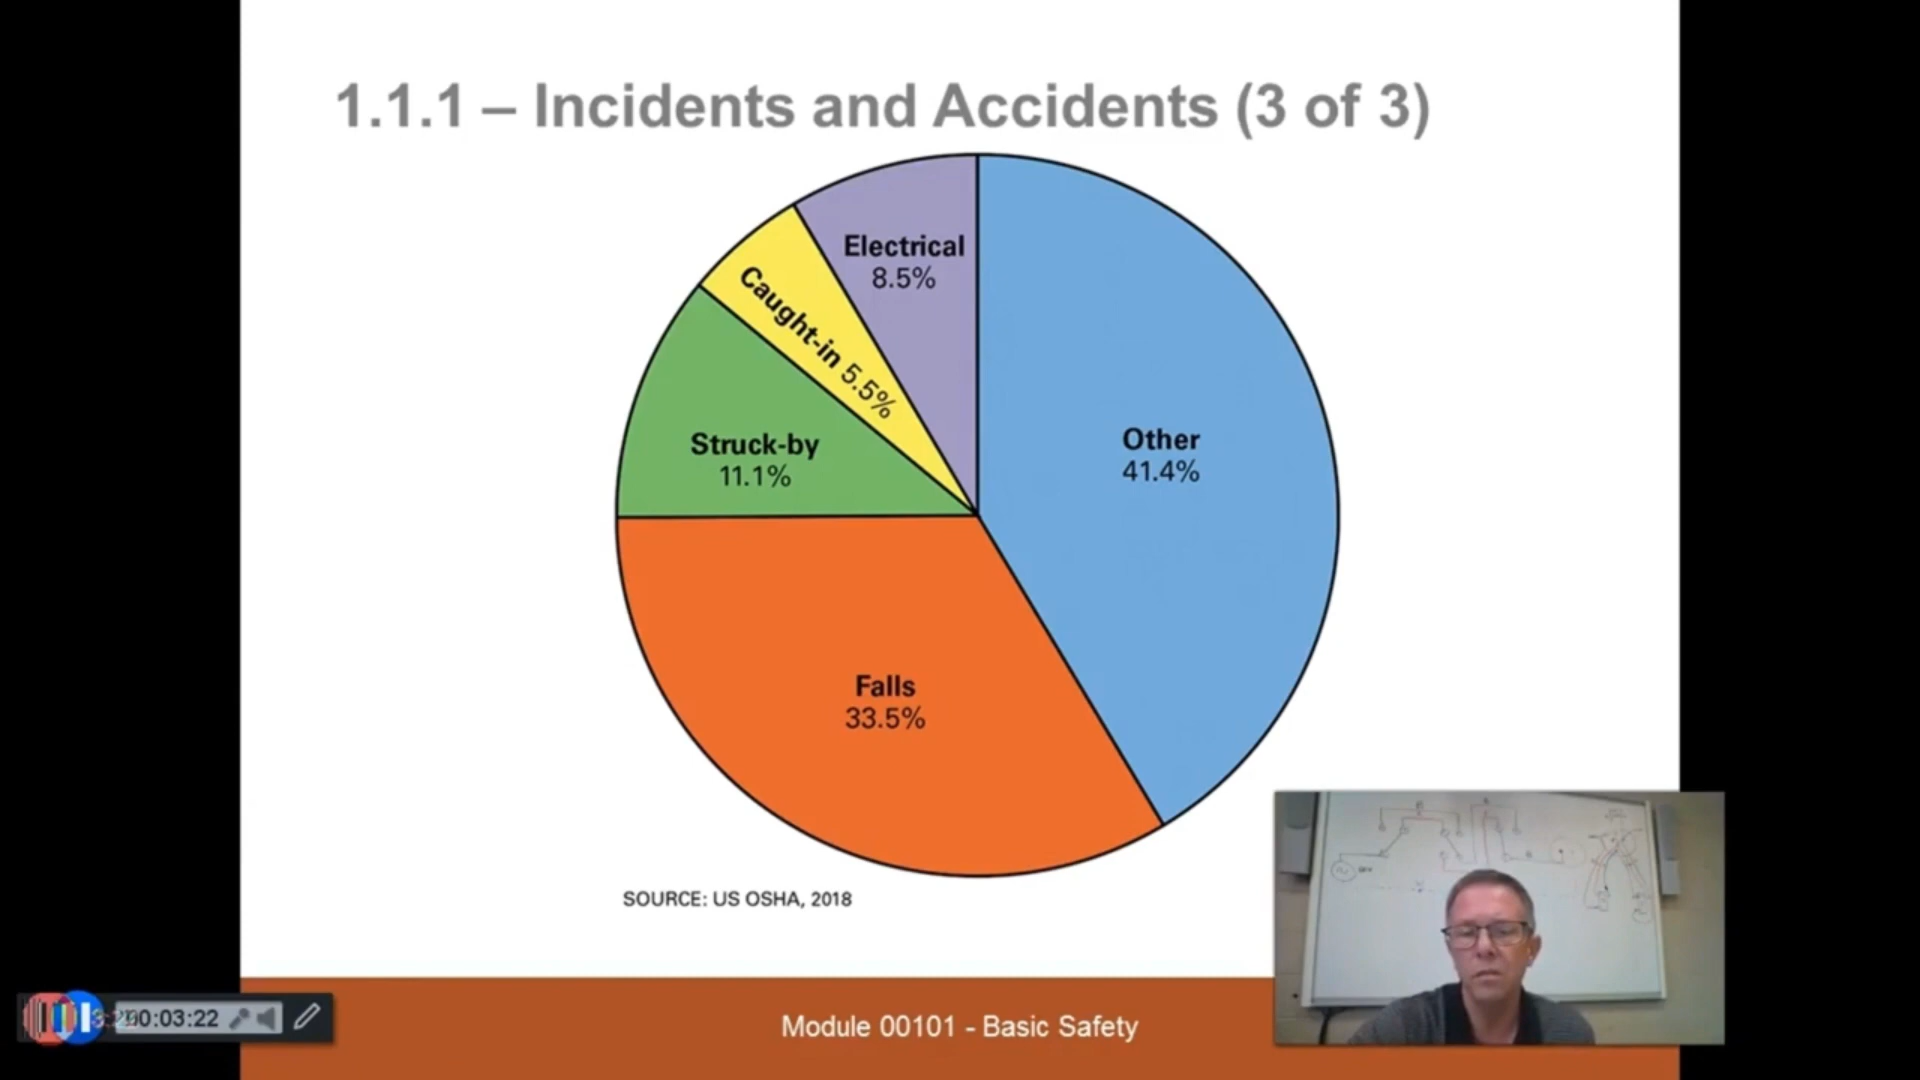 1.1.1 – Incidents and Accidents (3 of 3)
Electrical
8.5%
Caught-in 5.5%
Other
41.4%
Struck-by
11.1%
Falls
33.5%
SOURCE: US OSHA, 2018
Module 00101 - Basic Safety
00:03:22